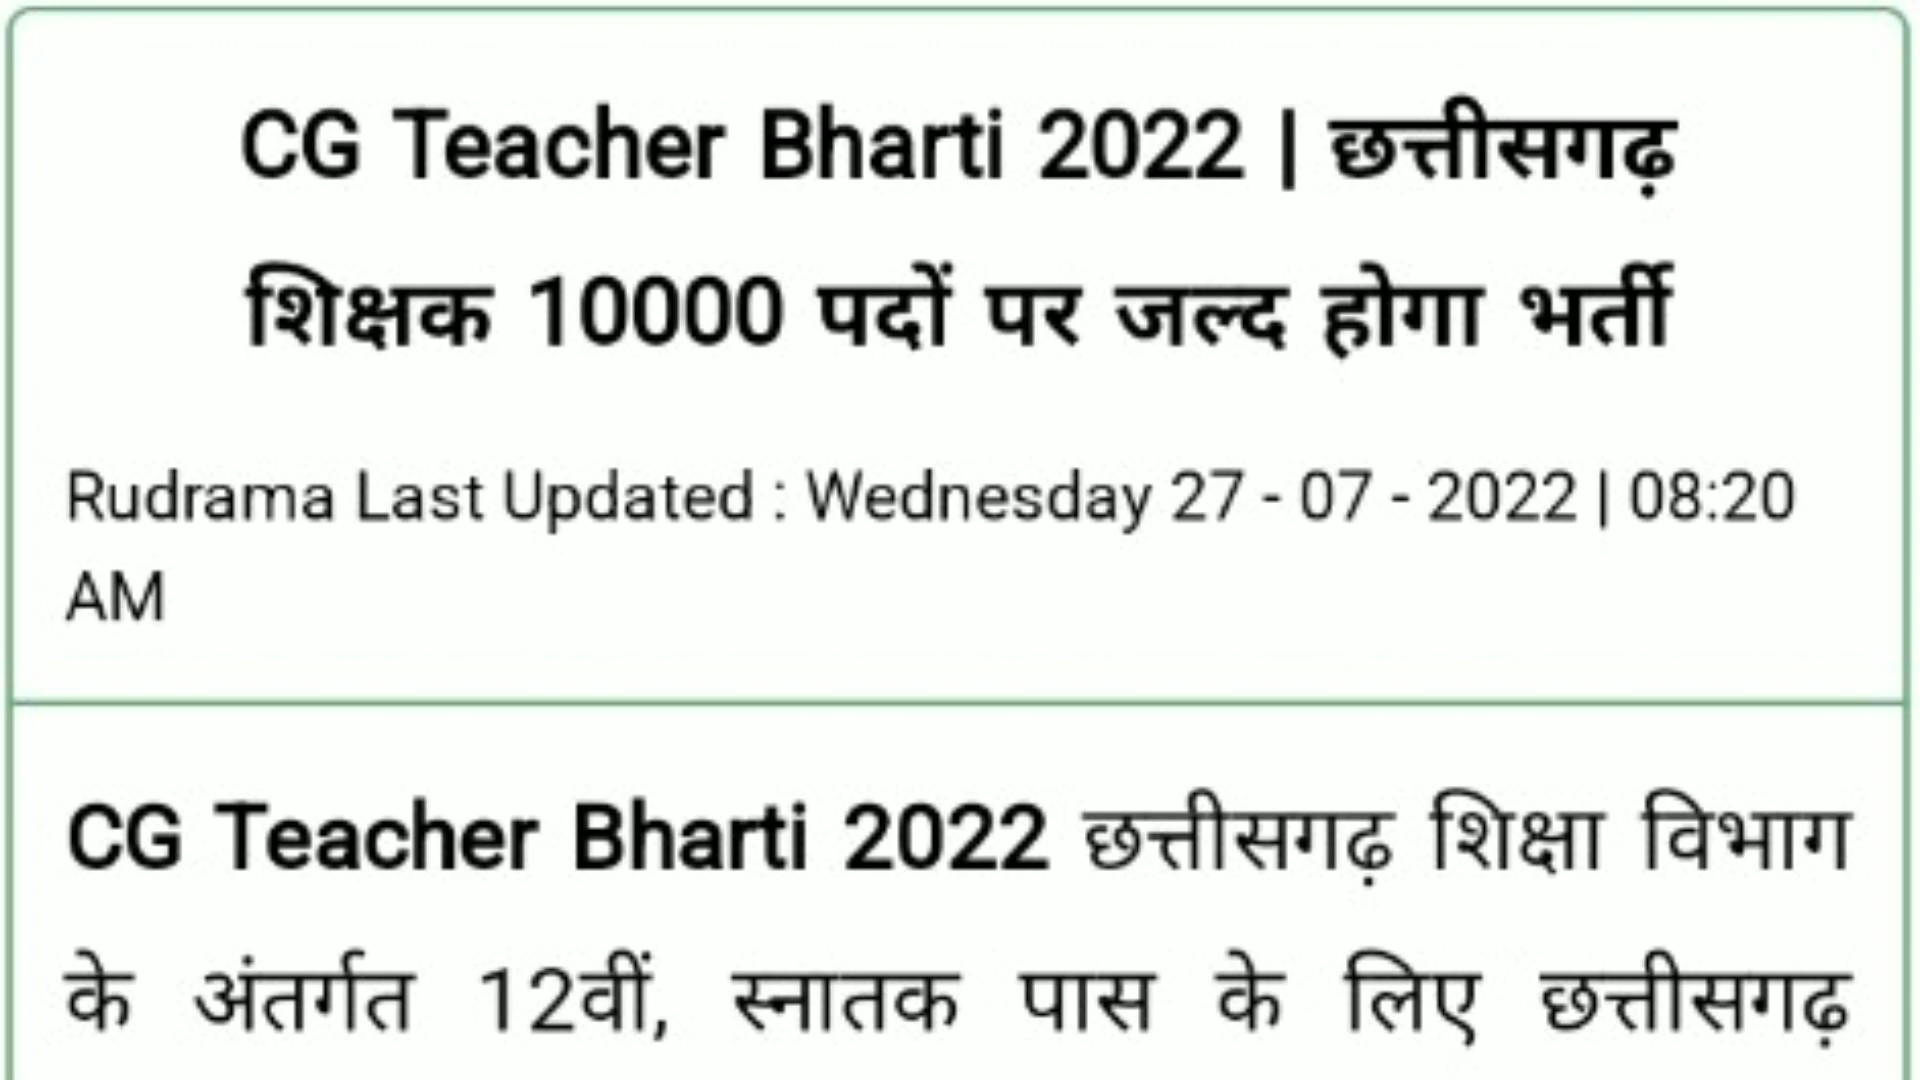 CG Teacher Bharti 2022 | छत्तीसगढ़
शिक्षक 10000 पदों पर जल्द होगा भर्ती
Rudrama Last Updated : Wednesday 27 - 07 - 2022 | 08:20
AM
CG Teacher Bharti 2022 छत्तीसगढ़ शिक्षा विभाग
के अंतर्गत 12वीं, स्नातक पास के लिए छत्तीसगढ़